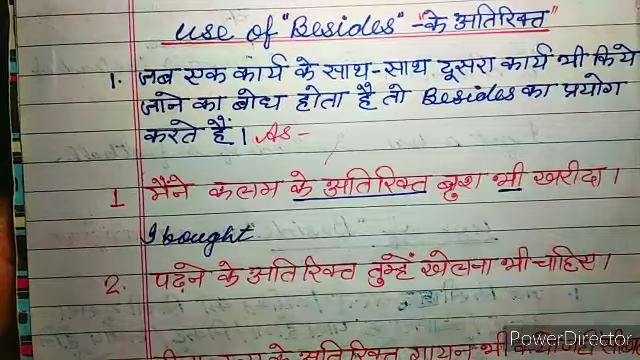 use of "Besides" - "के अतिरिक्त"
1. जब एक कार्य के साथ-साथ दूसरा कार्य भी किये
जाने का बोध होता है तो Besides का प्रयोग
करते हैं। As -
1 मैंने कलम के अतिरिक्त ब्रुश भी खरीदा।
I bought
2. पढ़ने के अतिरिक्त तुम्हें खेलना भी चाहिए।
के अतिरिक्त गायन भी
PowerDirector